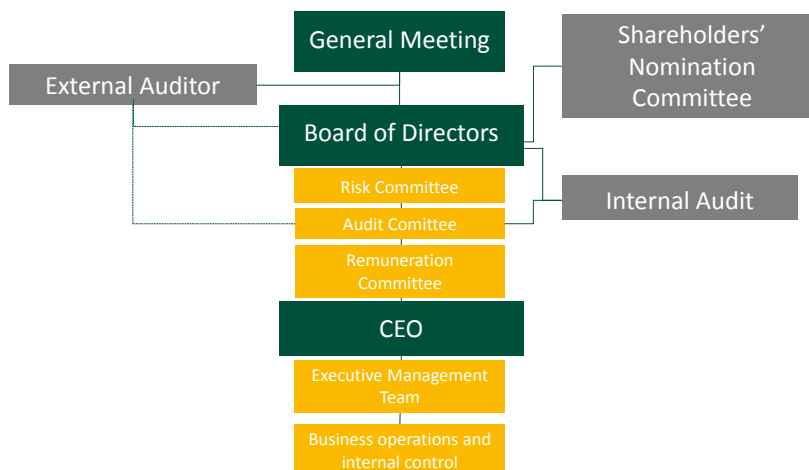 General Meeting
Shareholders’
Nomination
Committee
External Auditor
Board of Directors
Risk Committee
Internal Audit
Audit Comittee
Remuneration
Committee
CEO
Executive Management
Team
Business operations and
internal control